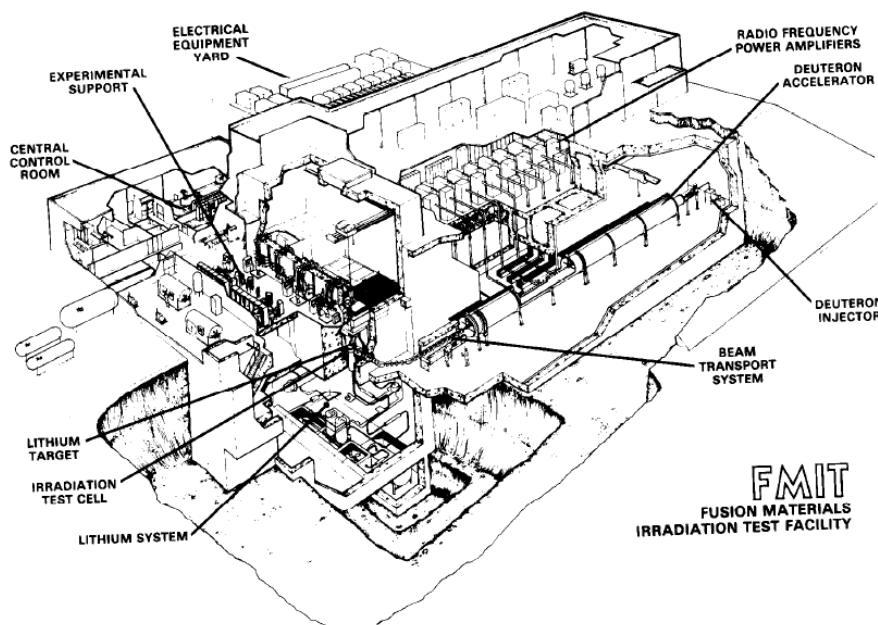 ELECTRICAL
EQUIPMENT
YARD
EXPERIMENTAL
SUPPORT
CENTRAL
CONTROL
ROOM
RADIO FREQUENCY
POWER AMPLIFIERS
DEUTERON
ACCELERATOR
DEUTERON
INJECTOR
BEAM
TRANSPORT
SYSTEM
LITHIUM
TARGET
IRRADIATION
TEST CELL
LITHIUM SYSTEM
FMIT
FUSION MATERIALS
IRRADIATION TEST FACILITY